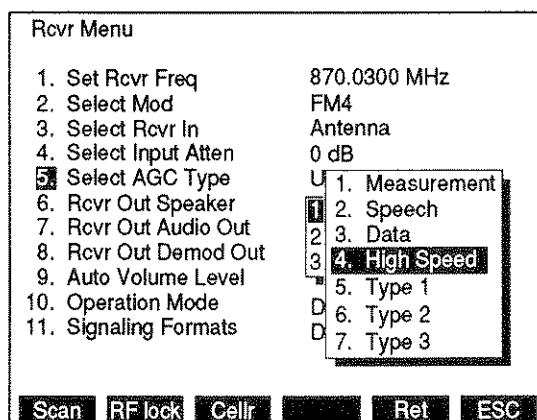 Rcvr Menu
1. Set Rcvr Freq 870.0300 MHz
2. Select Mod FM4
3. Select Rcvr In Antenna
4. Select Input Atten 0 dB
5. Select AGC Type U
6. Rcvr Out Speaker 1
7. Rcvr Out Audio Out 2
8. Rcvr Out Demod Out 3
9. Auto Volume Level
10. Operation Mode D
11. Signaling Formats D
1. Measurement
2. Speech
3. Data
4. High Speed
5. Type 1
6. Type 2
7. Type 3
Scan RF lock Cellr Ret ESC